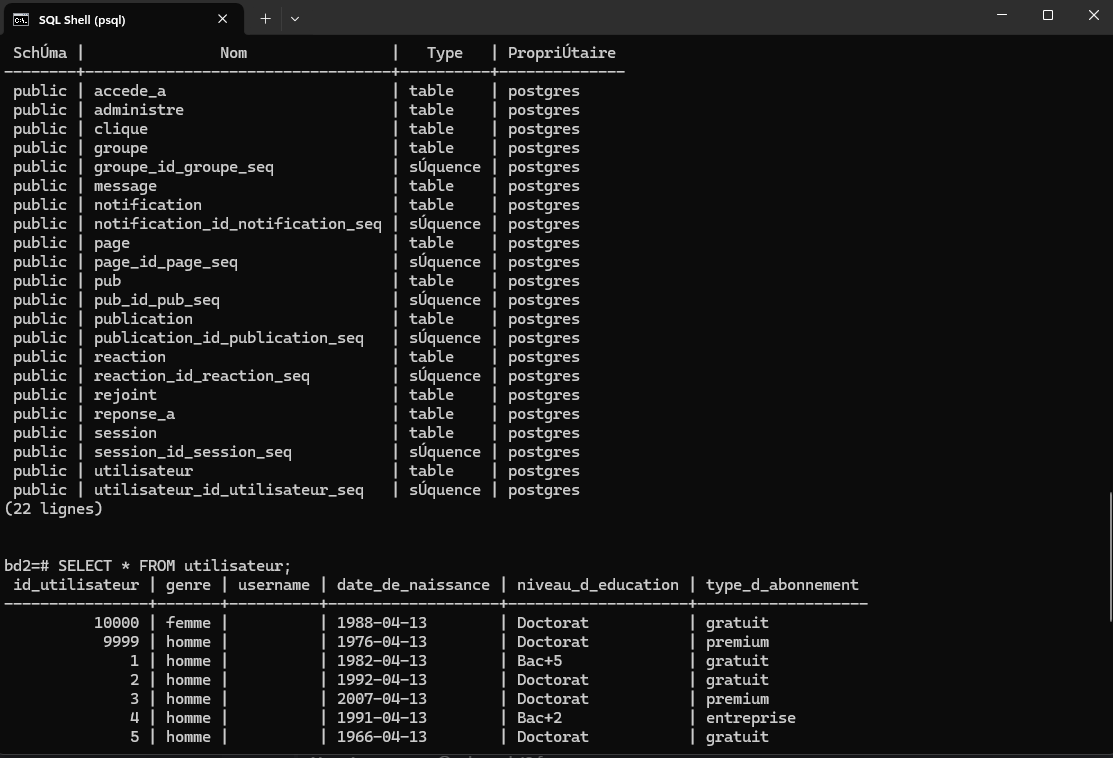 SQL Shell (psql)
SchÚma | Nom | Type | PropriÚtaire
--------+--------------------------------+----------+--------------
public | accede_a | table | postgres
public | administre | table | postgres
public | clique | table | postgres
public | groupe | table | postgres
public | groupe_id_groupe_seq | sÚquence | postgres
public | message | table | postgres
public | notification | table | postgres
public | notification_id_notification_seq | sÚquence | postgres
public | page | table | postgres
public | page_id_page_seq | sÚquence | postgres
public | pub | table | postgres
public | pub_id_pub_seq | sÚquence | postgres
public | publication | table | postgres
public | publication_id_publication_seq | sÚquence | postgres
public | reaction | table | postgres
public | reaction_id_reaction_seq | sÚquence | postgres
public | rejoint | table | postgres
public | reponse_a | table | postgres
public | session | table | postgres
public | session_id_session_seq | sÚquence | postgres
public | utilisateur | table | postgres
public | utilisateur_id_utilisateur_seq | sÚquence | postgres
(22 lignes)
bd2=# SELECT * FROM utilisateur;
id_utilisateur | genre | username | date_de_naissance | niveau_d_education | type_d_abonnement
----------------+-------+----------+-------------------+--------------------+-------------------
10000 | femme | | 1988-04-13 | Doctorat | gratuit
9999 | homme | | 1976-04-13 | Doctorat | premium
1 | homme | | 1982-04-13 | Bac+5 | gratuit
2 | homme | | 1992-04-13 | Doctorat | gratuit
3 | homme | | 2007-04-13 | Doctorat | premium
4 | homme | | 1991-04-13 | Bac+2 | entreprise
5 | homme | | 1966-04-13 | Doctorat | gratuit